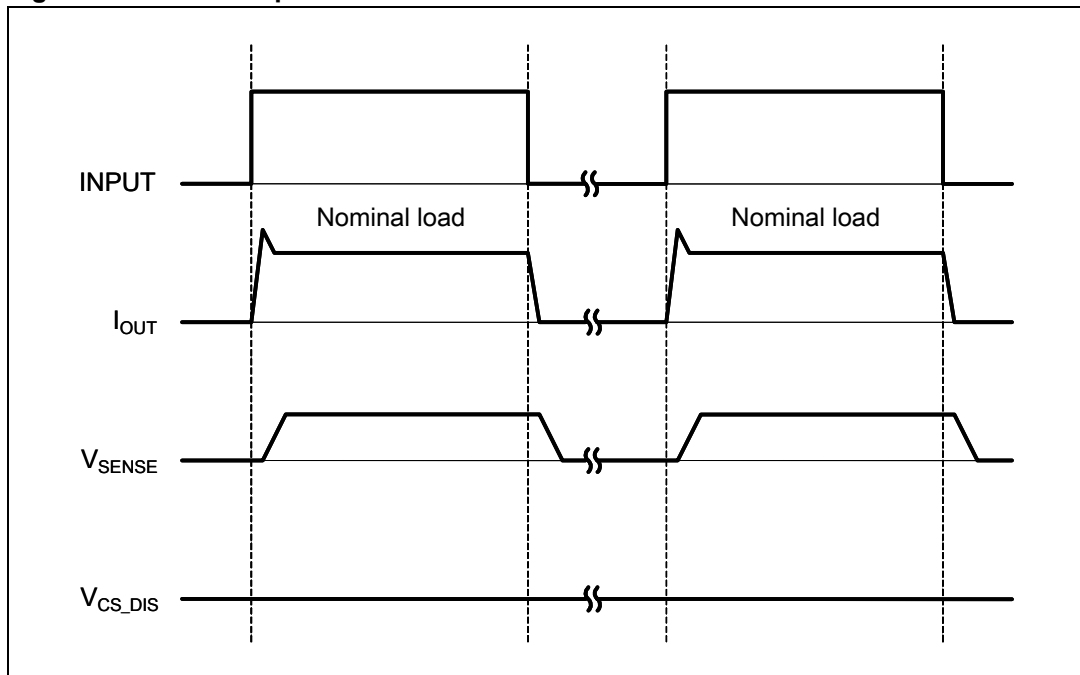 INPUT
Nominal load
Nominal load
IOUT
VSENSE
VCS_DIS